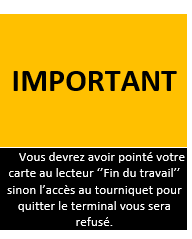 IMPORTANT
Vous devrez avoir pointé votre
carte au lecteur “Fin du travail”
sinon l’accès au tourniquet pour
quitter le terminal vous sera
refusé.